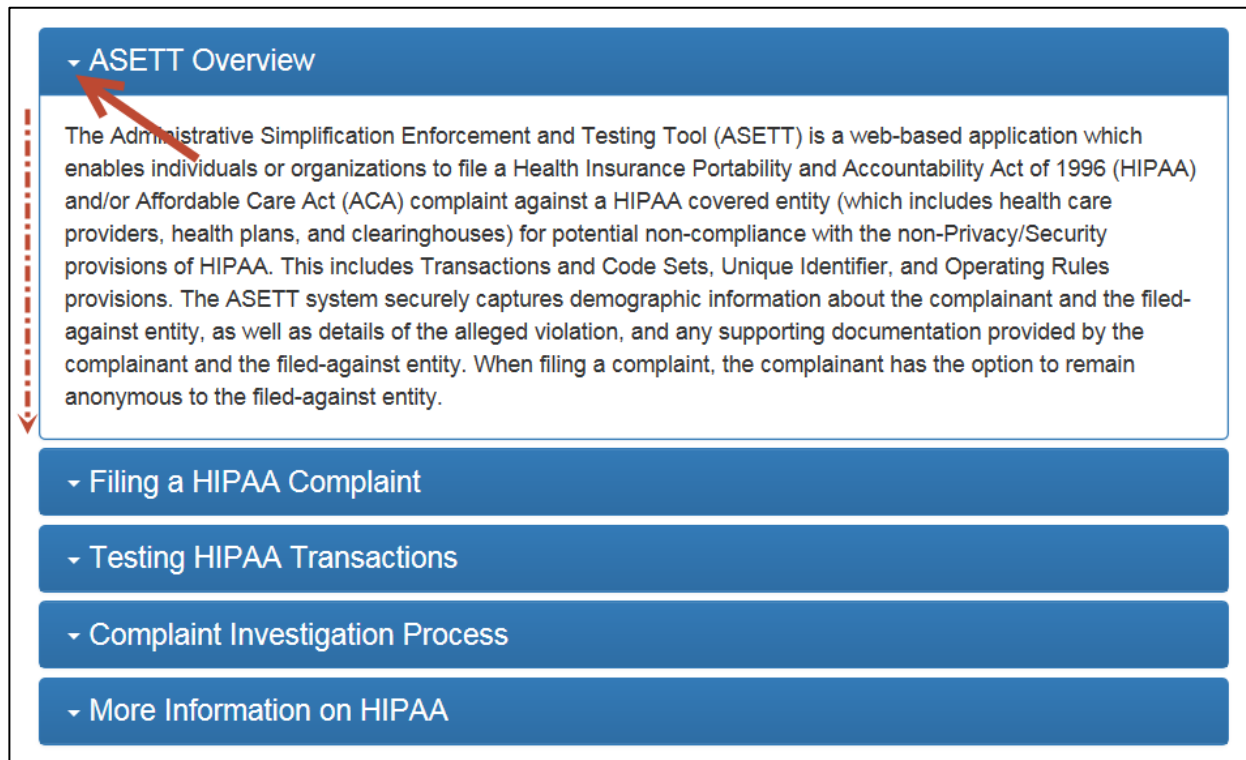 ASETT Overview
The Administrative Simplification Enforcement and Testing Tool (ASETT) is a web-based application which
enables individuals or organizations to file a Health Insurance Portability and Accountability Act of 1996 (HIPAA)
and/or Affordable Care Act (ACA) complaint against a HIPAA covered entity (which includes health care
providers, health plans, and clearinghouses) for potential non-compliance with the non-Privacy/Security
provisions of HIPAA. This includes Transactions and Code Sets, Unique Identifier, and Operating Rules
provisions. The ASETT system securely captures demographic information about the complainant and the filed-
against entity, as well as details of the alleged violation, and any supporting documentation provided by the
complainant and the filed-against entity. When filing a complaint, the complainant has the option to remain
anonymous to the filed-against entity.
Filing a HIPAA Complaint
Testing HIPAA Transactions
Complaint Investigation Process
More Information on HIPAA